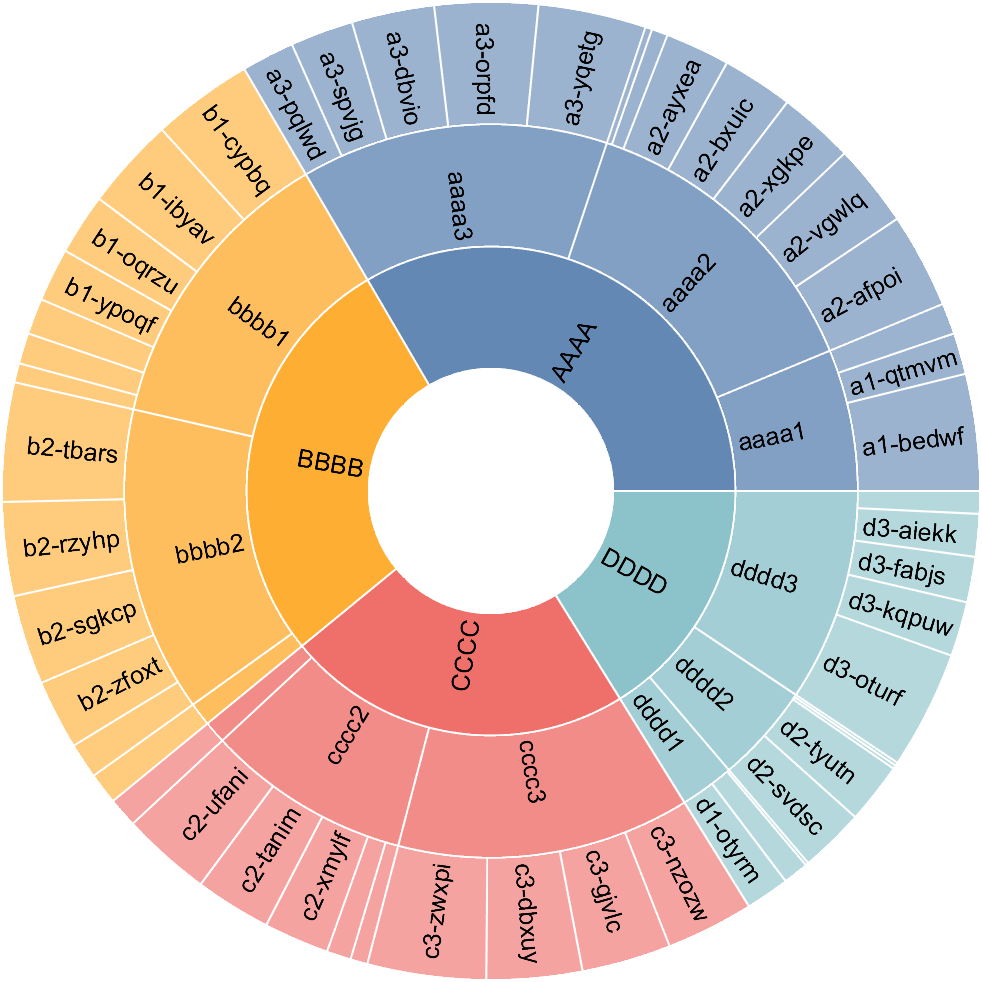 AAAA
aaaa3
a3-pqlwd
a3-spvjg
a3-dbvio
a3-orpfd
a3-yqetg
aaaa2
a2-ayxea
a2-bxuic
a2-xgkpe
a2-vgwlq
a2-afpoi
aaaa1
a1-qtmvm
a1-bedwf
BBBB
bbbb1
b1-cypbq
b1-ibyav
b1-oqrzu
b1-ypoqf
bbbb2
b2-tbars
b2-rzyhp
b2-sgkcp
b2-zfoxt
CCCC
cccc2
c2-ufani
c2-tanim
c2-xmylf
cccc3
c3-zwxpi
c3-dbxuy
c3-gjvlc
c3-nzozw
DDDD
dddd1
d1-otyrm
dddd2
d2-svdsc
d2-tyutn
dddd3
d3-oturf
d3-kqpuw
d3-fabjs
d3-aiekk